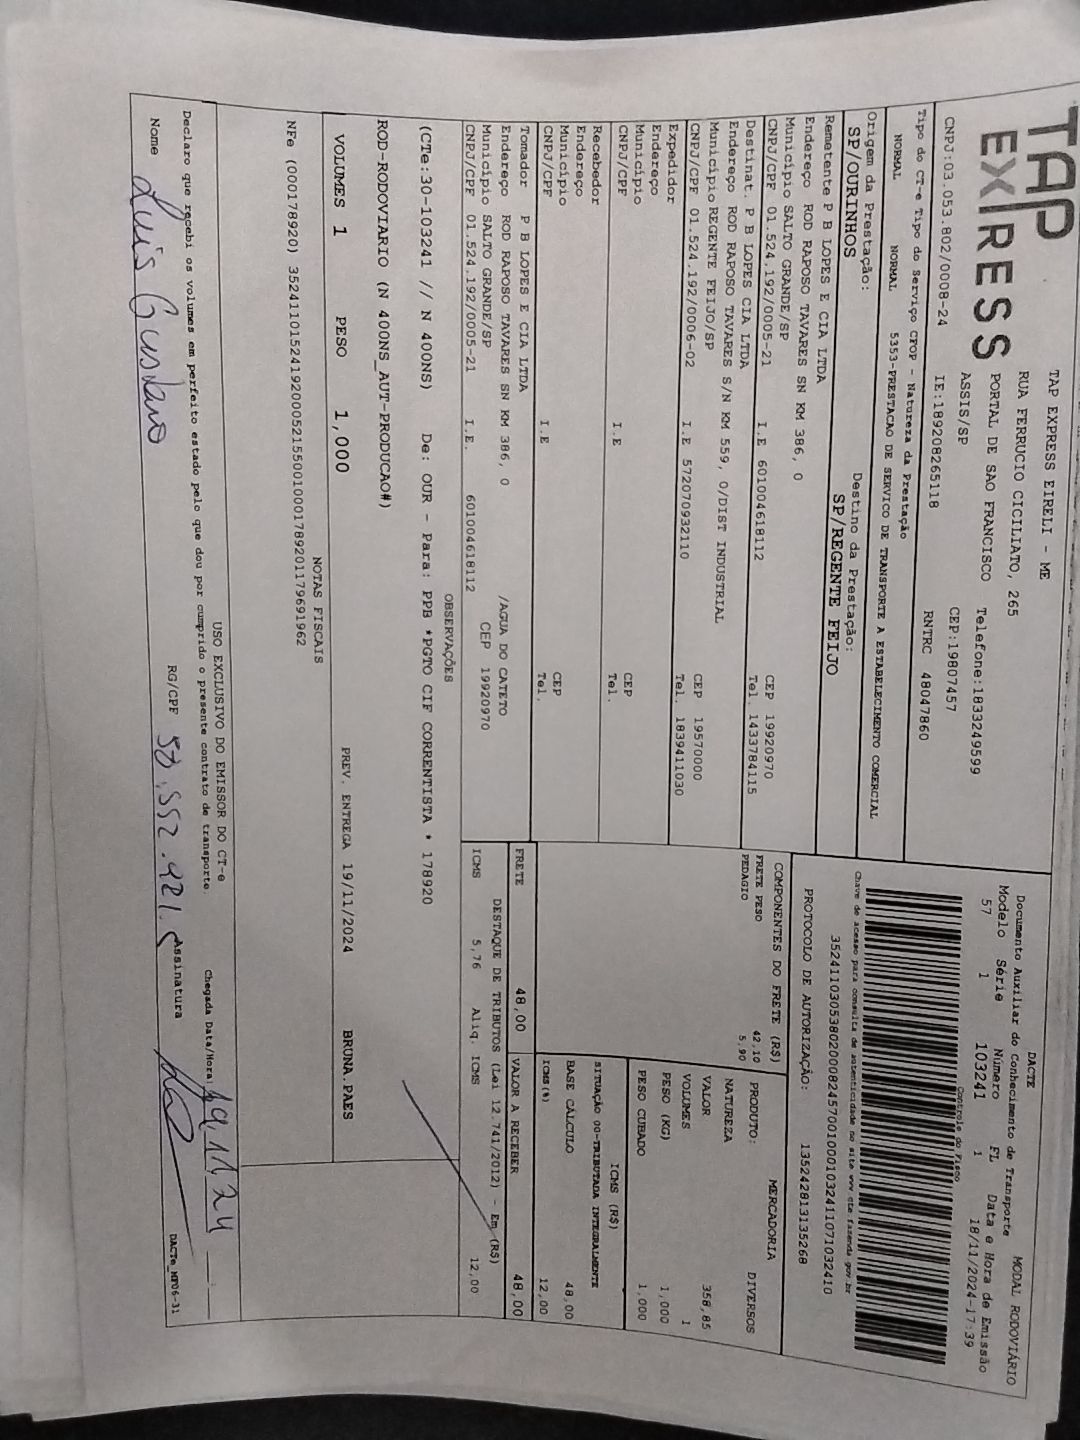 TAP
EXPRESS
TAP EXPRESS EIRELI - ME
RUA FERRUCIO CICILIATO, 265
PORTAL DE SAO FRANCISCO Telefone:1833249599
ASSIS/SP CEP:19807457
CNPJ:03.053.802/0008-24 IE:189208265118 RNTRC 48047860
DACTE MODAL RODOVIÁRIO
Documento Auxiliar do Conhecimento de Transporte
Modelo Série Número FL Data e Hora de Emissão
57 1 103241 1 18/11/2024-17:39
Controle do Fisco
Chave de acesso para consulta de autenticidade no site www cte fazenda gov.br
35241103053802000824570010001032411071032410
PROTOCOLO DE AUTORIZAÇÃO: 135242813135268
Tipo do CT-e Tipo do Serviço CFOP - Natureza da Prestação
NORMAL NORMAL 5353-PRESTACAO DE SERVICO DE TRANSPORTE A ESTABELECIMENTO COMERCIAL
Origem da Prestação: Destino da Prestação:
SP/OURINHOS SP/REGENTE FEIJO
Remetente P B LOPES E CIA LTDA
Endereço ROD RAPOSO TAVARES SN KM 386, 0
Município SALTO GRANDE/SP CEP 19920970
CNPJ/CPF 01.524.192/0005-21 I.E 601004618112 Tel. 1433784115
Destinat. P B LOPES CIA LTDA
Endereço ROD RAPOSO TAVARES S/N KM 559, 0/DIST INDUSTRIAL
Município REGENTE FEIJO/SP CEP 19570000
CNPJ/CPF 01.524.192/0006-02 I.E 572070932110 Tel. 1839411030
Expedidor
Endereço
Município CEP
CNPJ/CPF I.E Tel.
Recebedor
Endereço
Município CEP
CNPJ/CPF I.E Tel.
Tomador P B LOPES E CIA LTDA
Endereço ROD RAPOSO TAVARES SN KM 386, 0 /AGUA DO CATETO
Município SALTO GRANDE/SP CEP 19920970
CNPJ/CPF 01.524.192/0005-21 I.E. 601004618112
COMPONENTES DO FRETE (R$)
FRETE PESO 42,10
PEDAGIO 5,90
MERCADORIA
PRODUTO: DIVERSOS
NATUREZA
VALOR 358,85
VOLUMES 1
PESO (KG) 1,000
PESO CUBADO 1,000
ICMS (R$)
SITUAÇÃO 00-TRIBUTADA INTEGRALMENTE
BASE CÁLCULO 48,00
ICMS(%) 12,00
FRETE 48,00 VALOR A RECEBER 48,00
DESTAQUE DE TRIBUTOS (Lei 12.741/2012) - Em (R$)
ICMS 5,76 Aliq. ICMS 12,00
OBSERVAÇÕES
(CTe:30-103241 // N 400NS) De: OUR - Para: PPB *PGTO CIF CORRENTISTA * 178920
ROD-RODOVIARIO (N 400NS_AUT-PRODUCAO#)
VOLUMES 1 PESO 1,000 PREV. ENTREGA 19/11/2024 BRUNA.PAES
NOTAS FISCAIS
NFe (000178920) 35241101524192000521550010001789201179691962
USO EXCLUSIVO DO EMISSOR DO CT-e
Declaro que recebi os volumes em perfeito estado pelo que dou por cumprido o presente contrato de transporte. Chegada Data/Hora: 19/11/24
Nome Luis Gustavo RG/CPF Assinatura
DACTe_MF06-31